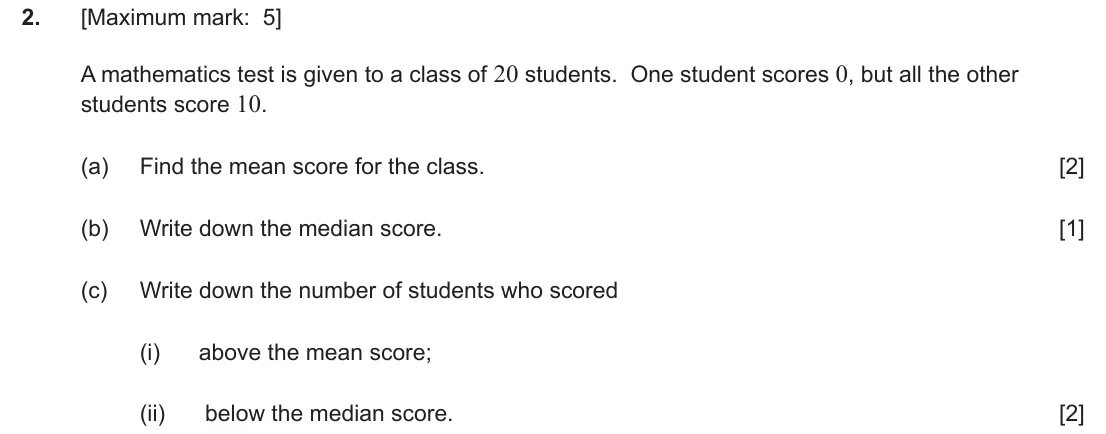 2. [Maximum mark: 5]
A mathematics test is given to a class of 20 students. One student scores 0, but all the other
students score 10.
(a) Find the mean score for the class. [2]
(b) Write down the median score. [1]
(c) Write down the number of students who scored
(i) above the mean score;
(ii) below the median score. [2]